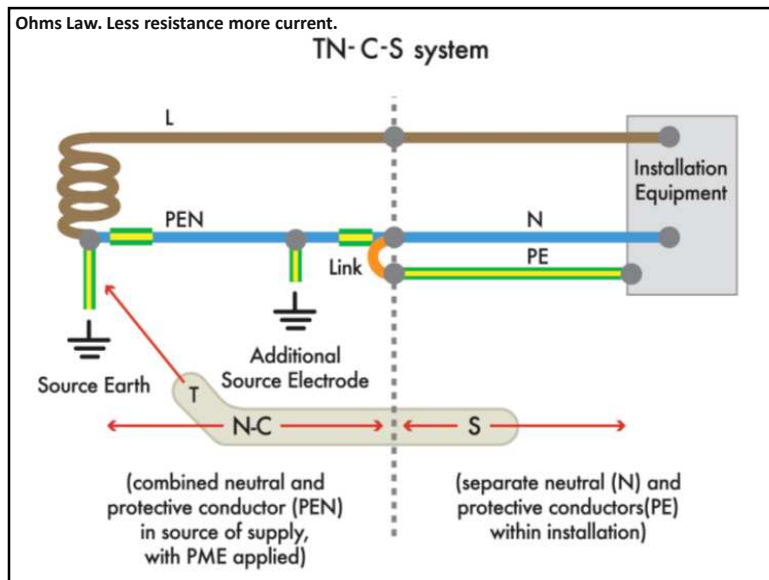 Ohms Law. Less resistance more current.
TN- C-S system
L
Installation
Equipment
PEN
N
Link
PE
Additional
Source Electrode
Source Earth
T
N-C
S
(combined neutral and
protective conductor (PEN)
in source of supply,
with PME applied)
(separate neutral (N) and
protective conductors(PE)
within installation)